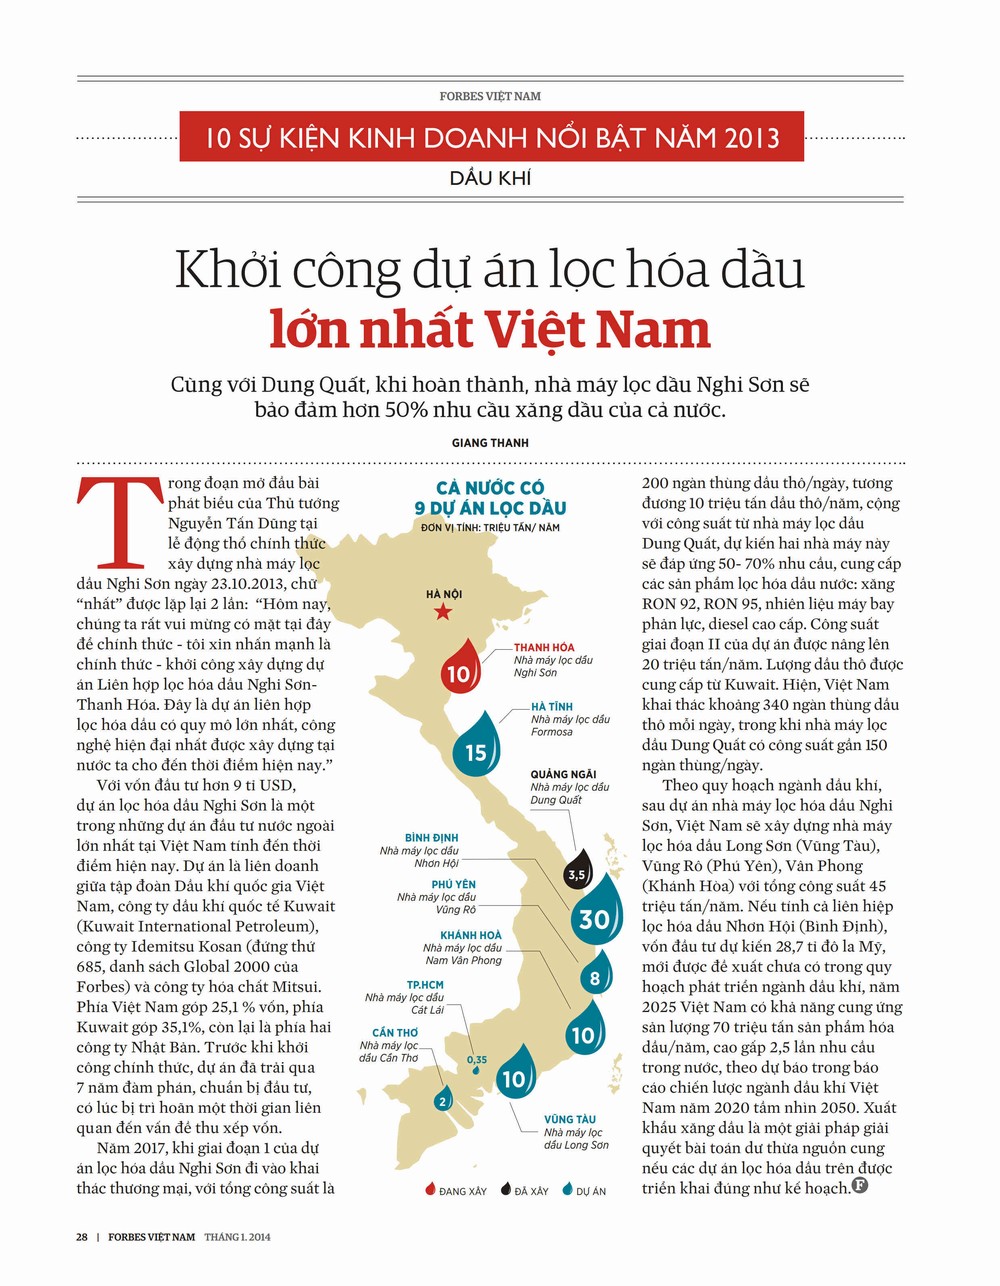 FORBES VIỆT NAM
10 SỰ KIỆN KINH DOANH NỔI BẬT NĂM 2013
DẦU KHÍ
Khởi công dự án lọc hóa dầu
lớn nhất Việt Nam
Cùng với Dung Quất, khi hoàn thành, nhà máy lọc dầu Nghi Sơn sẽ
bảo đảm hơn 50% nhu cầu xăng dầu của cả nước.
GIANG THANH
Trong đoạn mở đầu bài
phát biểu của Thủ tướng
Nguyễn Tấn Dũng tại
lễ động thổ chính thức
xây dựng nhà máy lọc
dầu Nghi Sơn ngày 23.10.2013, chữ
“nhất” được lặp lại 2 lần: “Hôm nay,
chúng ta rất vui mừng có mặt tại đây
để chính thức - tôi xin nhấn mạnh là
chính thức - khởi công xây dựng dự
án Liên hợp lọc hóa dầu Nghi Sơn-
Thanh Hóa. Đây là dự án liên hợp
lọc hóa dầu có quy mô lớn nhất, công
nghệ hiện đại nhất được xây dựng tại
nước ta cho đến thời điểm hiện nay.”
Với vốn đầu tư hơn 9 tỉ USD,
dự án lọc hóa dầu Nghi Sơn là một
trong những dự án đầu tư nước ngoài
lớn nhất tại Việt Nam tính đến thời
điểm hiện nay. Dự án là liên doanh
giữa tập đoàn Dầu khí quốc gia Việt
Nam, công ty dầu khí quốc tế Kuwait
(Kuwait International Petroleum),
công ty Idemitsu Kosan (đứng thứ
685, danh sách Global 2000 của
Forbes) và công ty hóa chất Mitsui.
Phía Việt Nam góp 25,1 % vốn, phía
Kuwait góp 35,1%, còn lại là phía hai
công ty Nhật Bản. Trước khi khởi
công chính thức, dự án đã trải qua
7 năm đàm phán, chuẩn bị đầu tư,
có lúc bị trì hoãn một thời gian liên
quan đến vấn đề thu xếp vốn.
Năm 2017, khi giai đoạn 1 của dự
án lọc hóa dầu Nghi Sơn đi vào khai
thác thương mại, với tổng công suất là
CẢ NƯỚC CÓ
9 DỰ ÁN LỌC DẦU
ĐƠN VỊ TÍNH: TRIỆU TẤN/ NĂM
HÀ NỘI
10
THANH HÓA
Nhà máy lọc dầu
Nghi Sơn
15
HÀ TĨNH
Nhà máy lọc dầu
Formosa
QUẢNG NGÃI
Nhà máy lọc dầu
Dung Quất
3,5
BÌNH ĐỊNH
Nhà máy lọc dầu
Nhơn Hội
30
PHÚ YÊN
Nhà máy lọc dầu
Vũng Rô
8
KHÁNH HOÀ
Nhà máy lọc dầu
Nam Vân Phong
10
TP.HCM
Nhà máy lọc dầu
Cát Lái
0,35
CẦN THƠ
Nhà máy lọc
dầu Cần Thơ
2
10
VŨNG TÀU
Nhà máy lọc
dầu Long Sơn
ĐANG XÂY ĐÃ XÂY DỰ ÁN
200 ngàn thùng dầu thô/ngày, tương
đương 10 triệu tấn dầu thô/năm, cộng
với công suất từ nhà máy lọc dầu
Dung Quất, dự kiến hai nhà máy này
sẽ đáp ứng 50- 70% nhu cầu, cung cấp
các sản phẩm lọc hóa dầu nước: xăng
RON 92, RON 95, nhiên liệu máy bay
phản lực, diesel cao cấp. Công suất
giai đoạn II của dự án được nâng lên
20 triệu tấn/năm. Lượng dầu thô được
cung cấp từ Kuwait. Hiện, Việt Nam
khai thác khoảng 340 ngàn thùng dầu
thô mỗi ngày, trong khi nhà máy lọc
dầu Dung Quất có công suất gần 150
ngàn thùng/ngày.
Theo quy hoạch ngành dầu khí,
sau dự án nhà máy lọc hóa dầu Nghi
Sơn, Việt Nam sẽ xây dựng nhà máy
lọc hóa dầu Long Sơn (Vũng Tàu),
Vũng Rô (Phú Yên), Vân Phong
(Khánh Hòa) với tổng công suất 45
triệu tấn/năm. Nếu tính cả liên hiệp
lọc hóa dầu Nhơn Hội (Bình Định),
vốn đầu tư dự kiến 28,7 tỉ đô la Mỹ,
mới được đề xuất chưa có trong quy
hoạch phát triển ngành dầu khí, năm
2025 Việt Nam có khả năng cung ứng
sản lượng 70 triệu tấn sản phẩm hóa
dầu/năm, cao gấp 2,5 lần nhu cầu
trong nước, theo dự báo trong báo
cáo chiến lược ngành dầu khí Việt
Nam năm 2020 tầm nhìn 2050. Xuất
khẩu xăng dầu là một giải pháp giải
quyết bài toán dư thừa nguồn cung
nếu các dự án lọc hóa dầu trên được
triển khai đúng như kế hoạch. F
28 | FORBES VIỆT NAM THÁNG 1. 2014